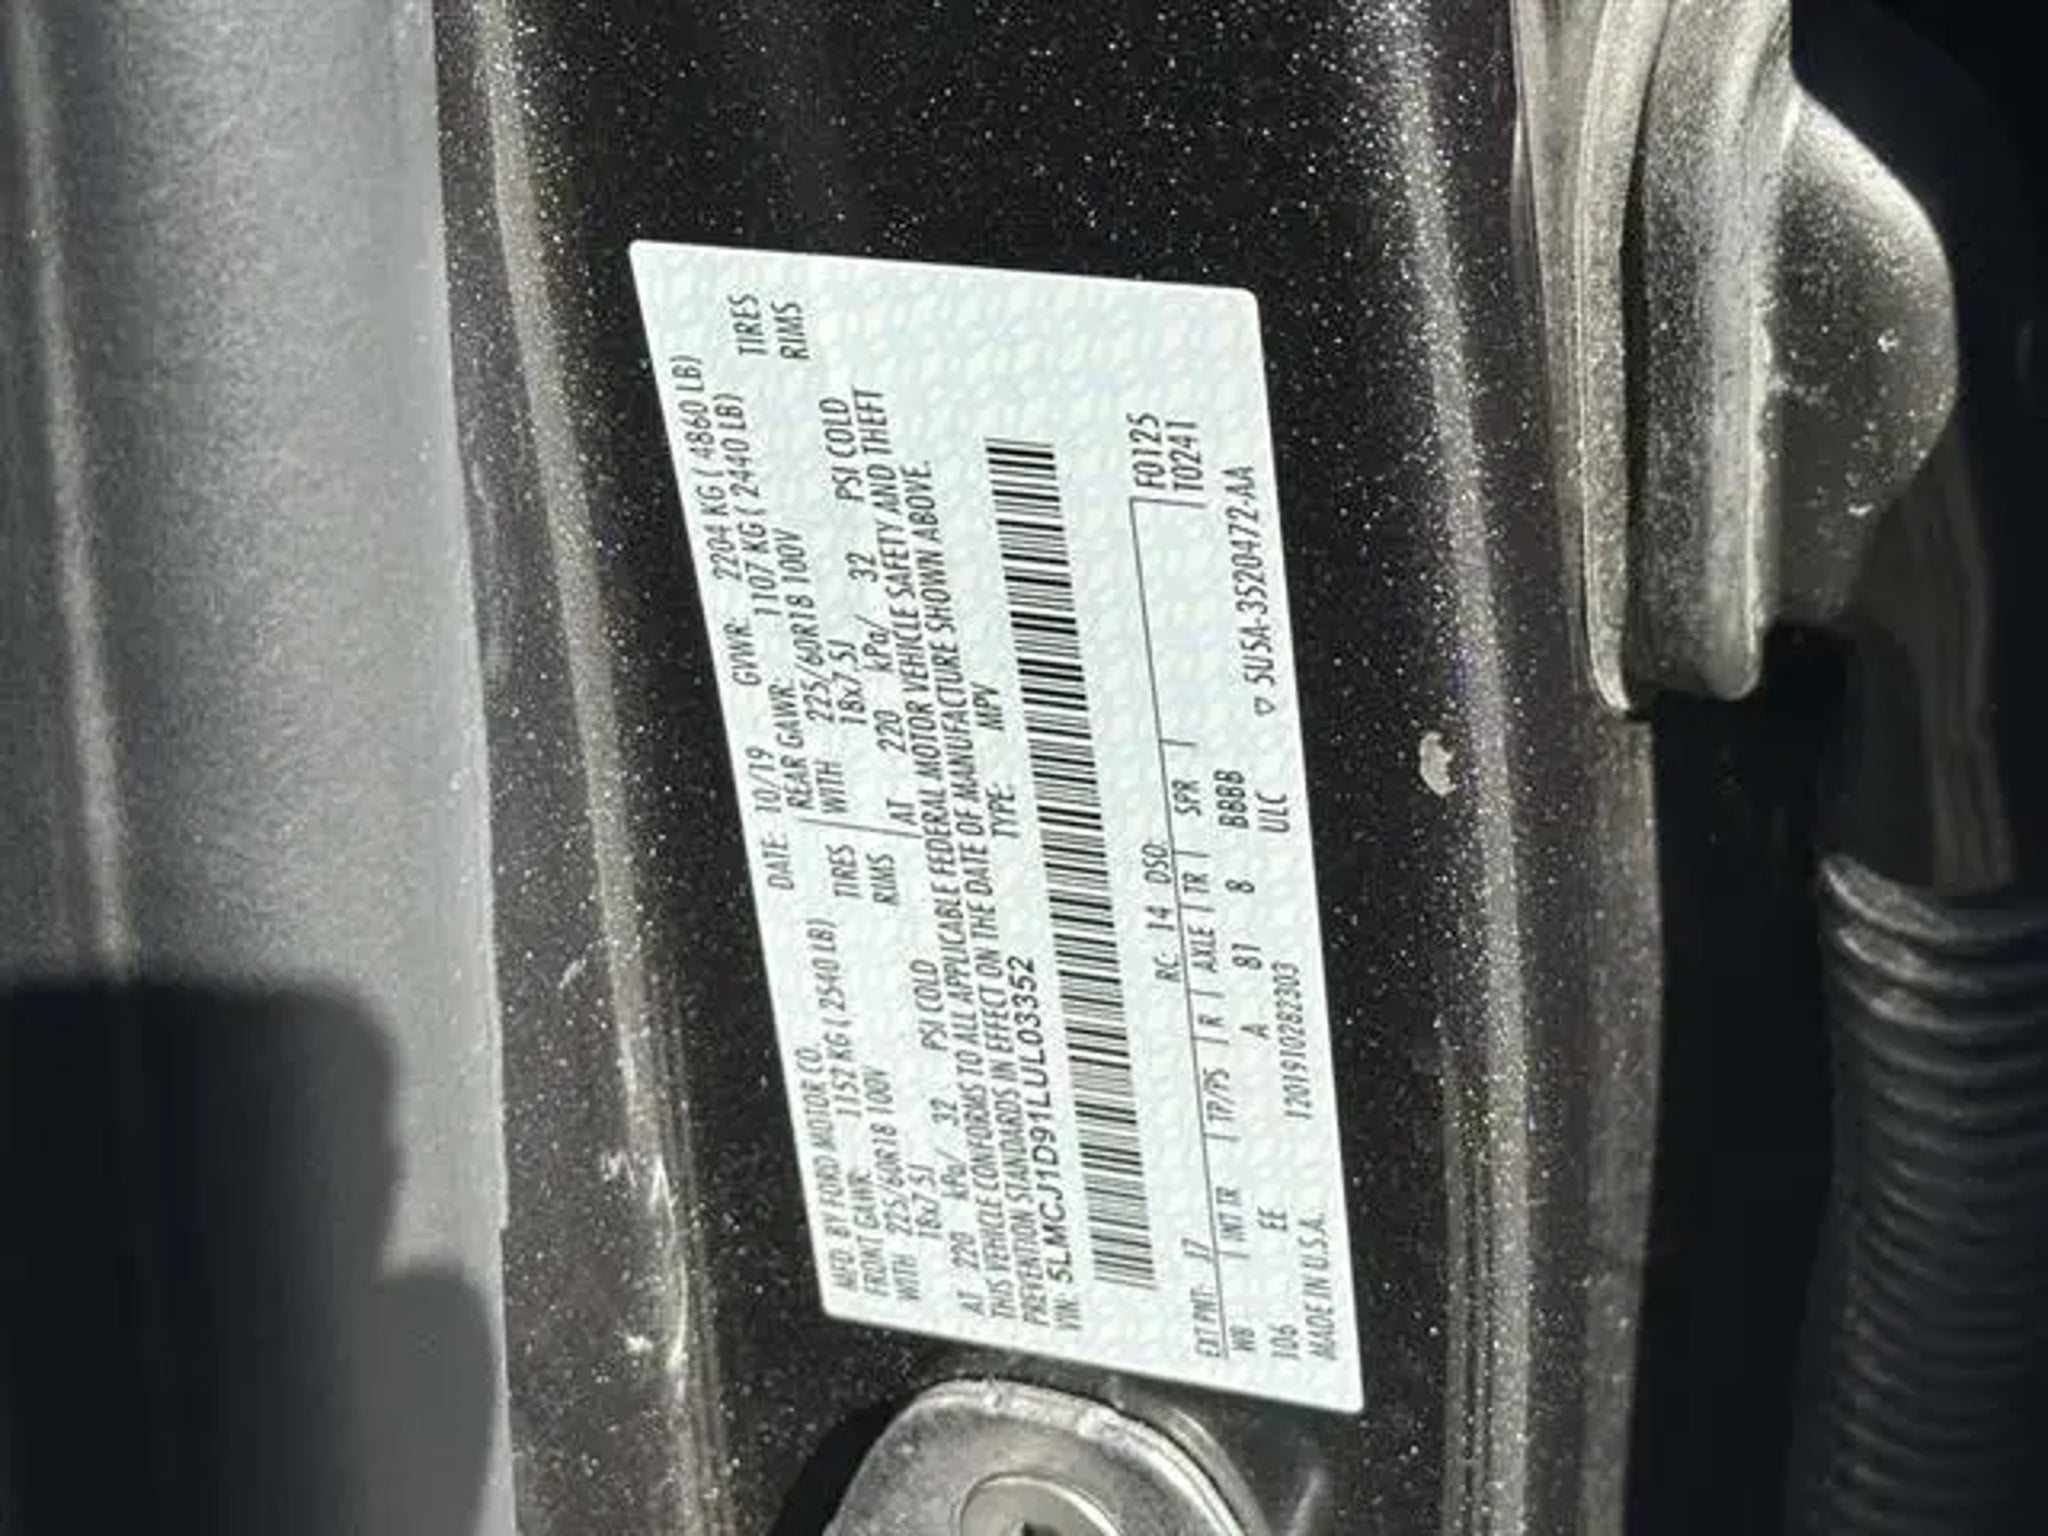 MFD. BY FORD MOTOR CO. DATE: 10/19 GVWR: 2204 KG ( 4860 LB)
FRONT GAWR: 1152 KG ( 2540 LB) REAR GAWR: 1107 KG ( 2440 LB)
WITH 225/60R18 100V TIRES WITH 225/60R18 100V TIRES
18x7.5J RIMS 18x7.5J RIMS
AT 220 kPa/ 32 PSI COLD AT 220 kPa/ 32 PSI COLD
THIS VEHICLE CONFORMS TO ALL APPLICABLE FEDERAL MOTOR VEHICLE SAFETY AND THEFT
PREVENTION STANDARDS IN EFFECT ON THE DATE OF MANUFACTURE SHOWN ABOVE.
VIN: 5LMCJ1D91LUL03352 TYPE: MPV
F0125
EXT PNT: J7 RC: 14 DSO: T0241
WB INT TR TP/PS R AXLE TR SPR
106 EE A 81 8 BBBB
MADE IN U.S.A. 1201910282303 ULC ▽ 5U5A-3520472-AA